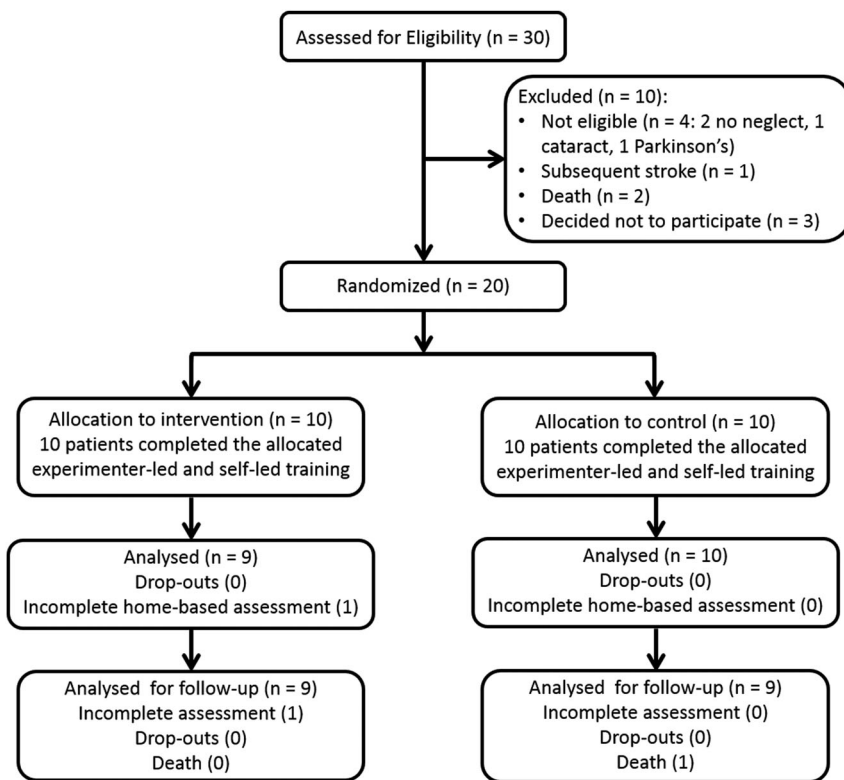 Assessed for Eligibility (n = 30)
Excluded (n = 10):
• Not eligible (n = 4: 2 no neglect, 1
cataract, 1 Parkinson's)
• Subsequent stroke (n = 1)
• Death (n = 2)
• Decided not to participate (n = 3)
Randomized (n = 20)
Allocation to intervention (n = 10)
10 patients completed the allocated
experimenter-led and self-led training
Allocation to control (n = 10)
10 patients completed the allocated
experimenter-led and self-led training
Analysed (n = 9)
Drop-outs (0)
Incomplete home-based assessment (1)
Analysed (n = 10)
Drop-outs (0)
Incomplete home-based assessment (0)
Analysed for follow-up (n = 9)
Incomplete assessment (1)
Drop-outs (0)
Death (0)
Analysed for follow-up (n = 9)
Incomplete assessment (0)
Drop-outs (0)
Death (1)